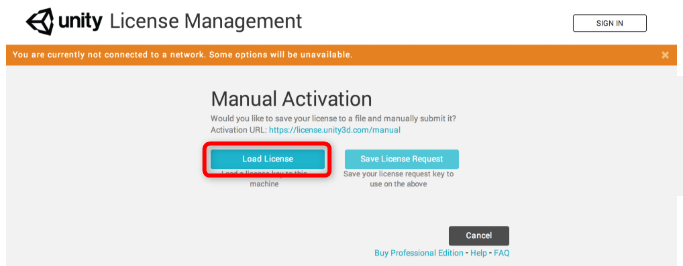 unity License Management
SIGN IN
You are currently not connected to a network. Some options will be unavailable.
Manual Activation
Would you like to save your license to a file and manually submit it?
Activation URL: https://license.unity3d.com/manual
Load License
Save License Request
Load a license key to this
machine
Save your license request key to
use on the above
Cancel
Buy Professional Edition - Help - FAQ